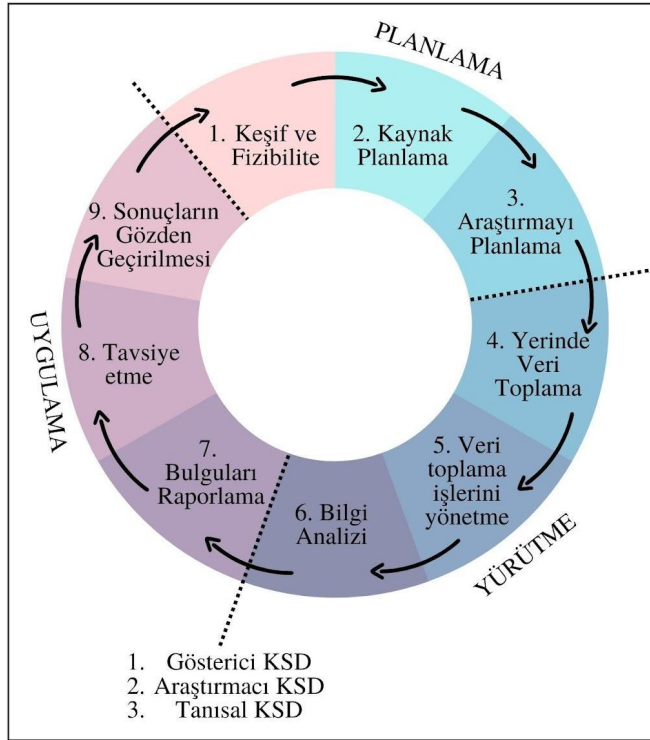 PLANLAMA
1. Keşif ve
Fizibilite
2. Kaynak
Planlama
3.
Araştırmayı
Planlama
4. Yerinde
Veri
Toplama
5. Veri
toplama
işlerini
yönetme
YÜRÜTME
6. Bilgi
Analizi
7.
Bulguları
Raporlama
8. Tavsiye
etme
UYGULAMA
9. Sonuçların
Gözden
Geçirilmesi
1. Gösterici KSD
2. Araştırmacı KSD
3. Tanısal KSD